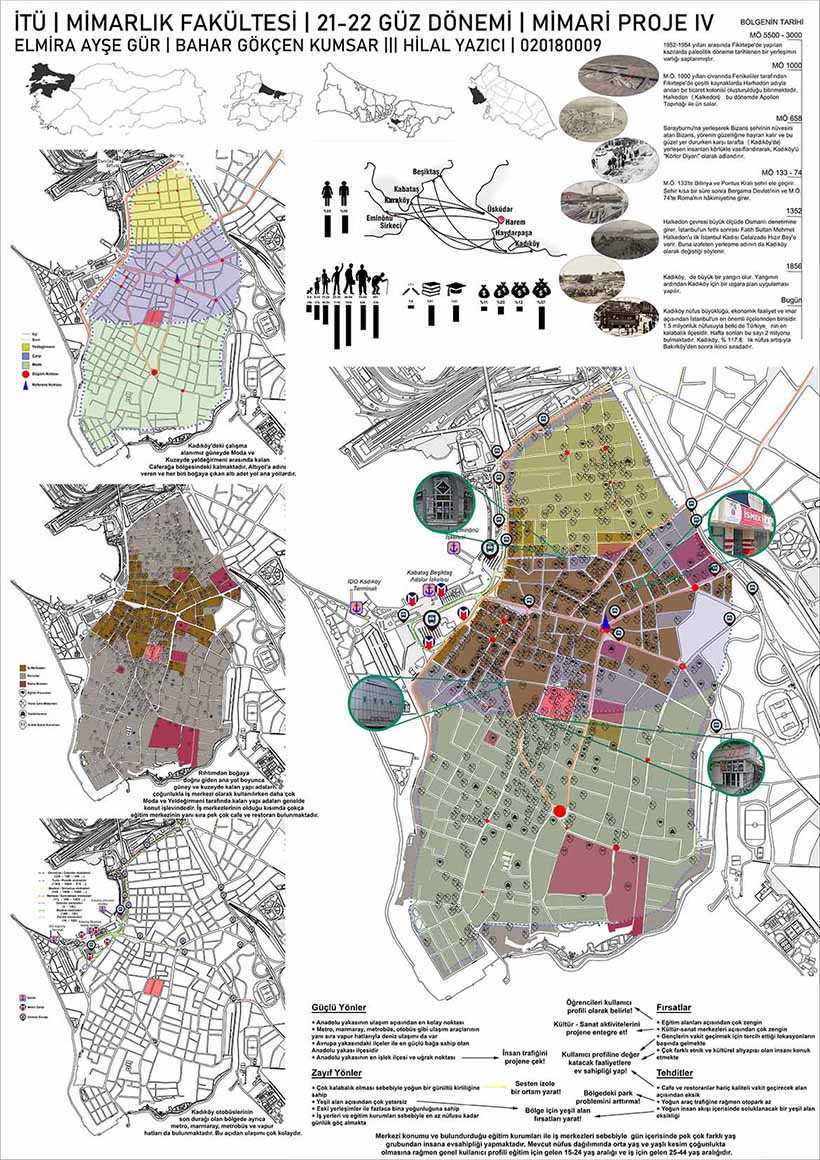 İTÜ | MİMARLIK FAKÜLTESİ | 21-22 GÜZ DÖNEMİ | MİMARİ PROJE IV
ELMİRA AYŞE GÜR | BAHAR GÖKÇEN KUMSAR ||| HİLAL YAZICI | 020180009
BÖLGENİN TARİHİ
MÖ 5500 - 3000
1952-1954 yılları arasında Fikirtepe'de yapılan
kazılarda paleolitik döneme tarihlenen bir yerleşimin
varlığı saptanmıştır.
MÖ 1000
M.Ö. 1000 yılları civarında Fenikeliler tarafından
Fikirtepe'de çeşitli kaynaklarda Harhadon adıyla
anılan bir ticaret kolonisi oluşturulduğu bilinmektedir.
Halkedon (Kalkedon) bu dönemde Apollon
Tapınağı ile ün salar.
MÖ 658
Sarayburnu'na yerleşerek Bizans şehrinin nüvesini
atan Bizans, yörenin güzelliğine hayran kalır ve bu
güzel yer dururken karşı tarafta (Kadıköy'de)
yerleşen insanları körlükle vasıflandırarak, Kadıköy'ü
"Körler Diyarı" olarak adlandırır.
MÖ 133 - 74
M.Ö. 133'te Bitinya ve Pontus Kralı şehri ele geçirir.
Şehir kısa bir süre sonra Bergama Devleti'nin ve M.Ö.
74'te Roma'nın hâkimiyetine girer.
1352
Halkedon çevresi büyük ölçüde Osmanlı denetimine
girer. İstanbul'un fethi sonrası Fatih Sultan Mehmet
Halkedon'u ilk İstanbul Kadısı Celalzade Hızır Bey'e
verir. Buna izafeten yerleşme adının da Kadıköy
olarak değiştiği söylenir.
1856
Kadıköy, de büyük bir yangın olur. Yangının
ardından Kadıköy için bir ızgara plan uygulaması
yapılır.
Bugün
Kadıköy nüfus büyüklüğü, ekonomik faaliyet ve imar
açısından İstanbul'un en önemli ilçelerinden birisidir.
1.5 milyonluk nüfusuyla belki de Türkiye, nin en
kalabalık ilçesidir. Hafta sonları bu sayı 2 milyonu
bulmaktadır. Kadıköy, % 117,8, lik nüfus artışıyla
Bakırköy'den sonra ikinci sıradadır.
Beşiktaş
Kabataş
Karaköy
Eminönü
Sirkeci
Üsküdar
Harem
Haydarpaşa
Kadıköy
Yeldeğirmeni
Çarşı
Moda
Düğüm Noktası
Referans Noktası
Kadıköy'deki çalışma
alanımız güneyde Moda ve
Kuzeyde yeldeğirmeni arasında kalan
Caferağa bölgesindeki kalmaktadır. Altıyol'a adını
veren ve her biri boğaya çıkan altı adet yol ana yollardır.
Rıhtımdan boğaya
doğru giden ana yol boyunca
güney ve kuzeyde kalan yapı adaları
çoğunlukla iş merkezi olarak kullanılırken daha çok
Moda ve Yeldeğirmeni tarafında kalan yapı adaları genelde
konut işlevindedir. İş merkezlerinin olduğu kısımda çokça
eğitim merkezinin yanı sıra pek çok cafe ve restoran bulunmaktadır.
Kadıköy otobüslerinin
son durağı olan bölgede ayrıca
metro, marmaray, metrobüs ve vapur
hatları da bulunmaktadır. Bu açıdan ulaşımı çok kolaydır.
Eminönü
İskelesi
Kabataş Beşiktaş
Adalar İskelesi
İDO Kadıköy
Terminali
İSMEK
Güçlü Yönler
+ Anadolu yakasının ulaşım açısından en kolay noktası
+ Metro, marmaray, metrobüs, otobüs gibi ulaşım araçlarının
yanı sıra vapur hatlarıyla deniz ulaşımı da var
+ Avrupa yakasındaki ilçeler ile en güçlü bağa sahip olan
Anadolu yakası ilçesidir
+ Anadolu yakasının en işlek ilçesi ve uğrak noktası
Zayıf Yönler
+ Çok kalabalık olması sebebiyle yoğun bir gürültü kirliliğine
sahip
+ Yeşil alan açısından çok yetersiz
+ Eski yerleşimler ile fazlaca bina yoğunluğuna sahip
+ İş yerleri ve eğitim kurumları sebebiyle en az nüfusu kadar
günlük göç almakta
Öğrencileri kullanıcı
profili olarak belirle!
Kültür - Sanat aktivitelerini
projene entegre et!
İnsan trafiğini
projene çek!
Kullanıcı profiline değer
katacak faaliyetlere
ev sahipliği yap!
Sesten izole
bir ortam yarat!
Bölgedeki park
problemini arttırma!
Bölge için yeşil alan
fırsatları yarat!
Fırsatlar
+ Eğitim alanları açısından çok zengin
+ Kültür-sanat merkezleri açısından çok zengin
+ Gençlerin vakit geçirmek için tercih ettiği lokasyonların
başında gelmekte
+ Çok farklı etnik ve kültürel altyapısı olan insanı konuk
etmekte
Tehditler
+ Cafe ve restoranlar hariç kaliteli vakit geçirecek alan
açısından eksik
+ Yoğun araç trafiğine rağmen otopark az
+ Yoğun insan akışı içerisinde soluklanacak bir yeşil alan
eksikliği
Merkezi konumu ve bulundurduğu eğitim kurumları ile iş merkezleri sebebiyle gün içerisinde pek çok farklı yaş
grubundan insana evsahipliği yapmaktadır. Mevcut nüfus dağılımında orta yaş ve yaşlı kesim çoğunlukta
olmasına rağmen genel kullanıcı profili eğitim için gelen 15-24 yaş aralığı ve iş için gelen 25-44 yaş aralığıdır.